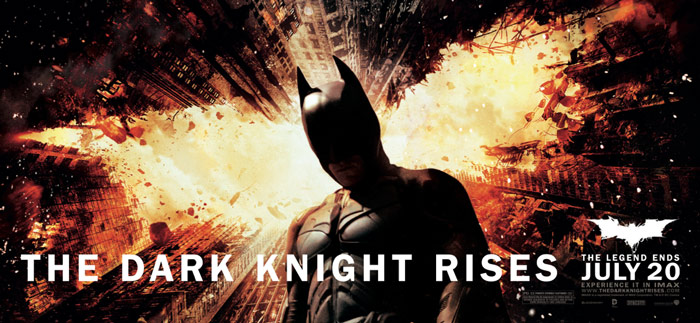 THE DARK KNIGHT RISES
THE LEGEND ENDS
JULY 20
EXPERIENCE IT IN IMAX
WWW.THEDARKKNIGHTRISES.COM